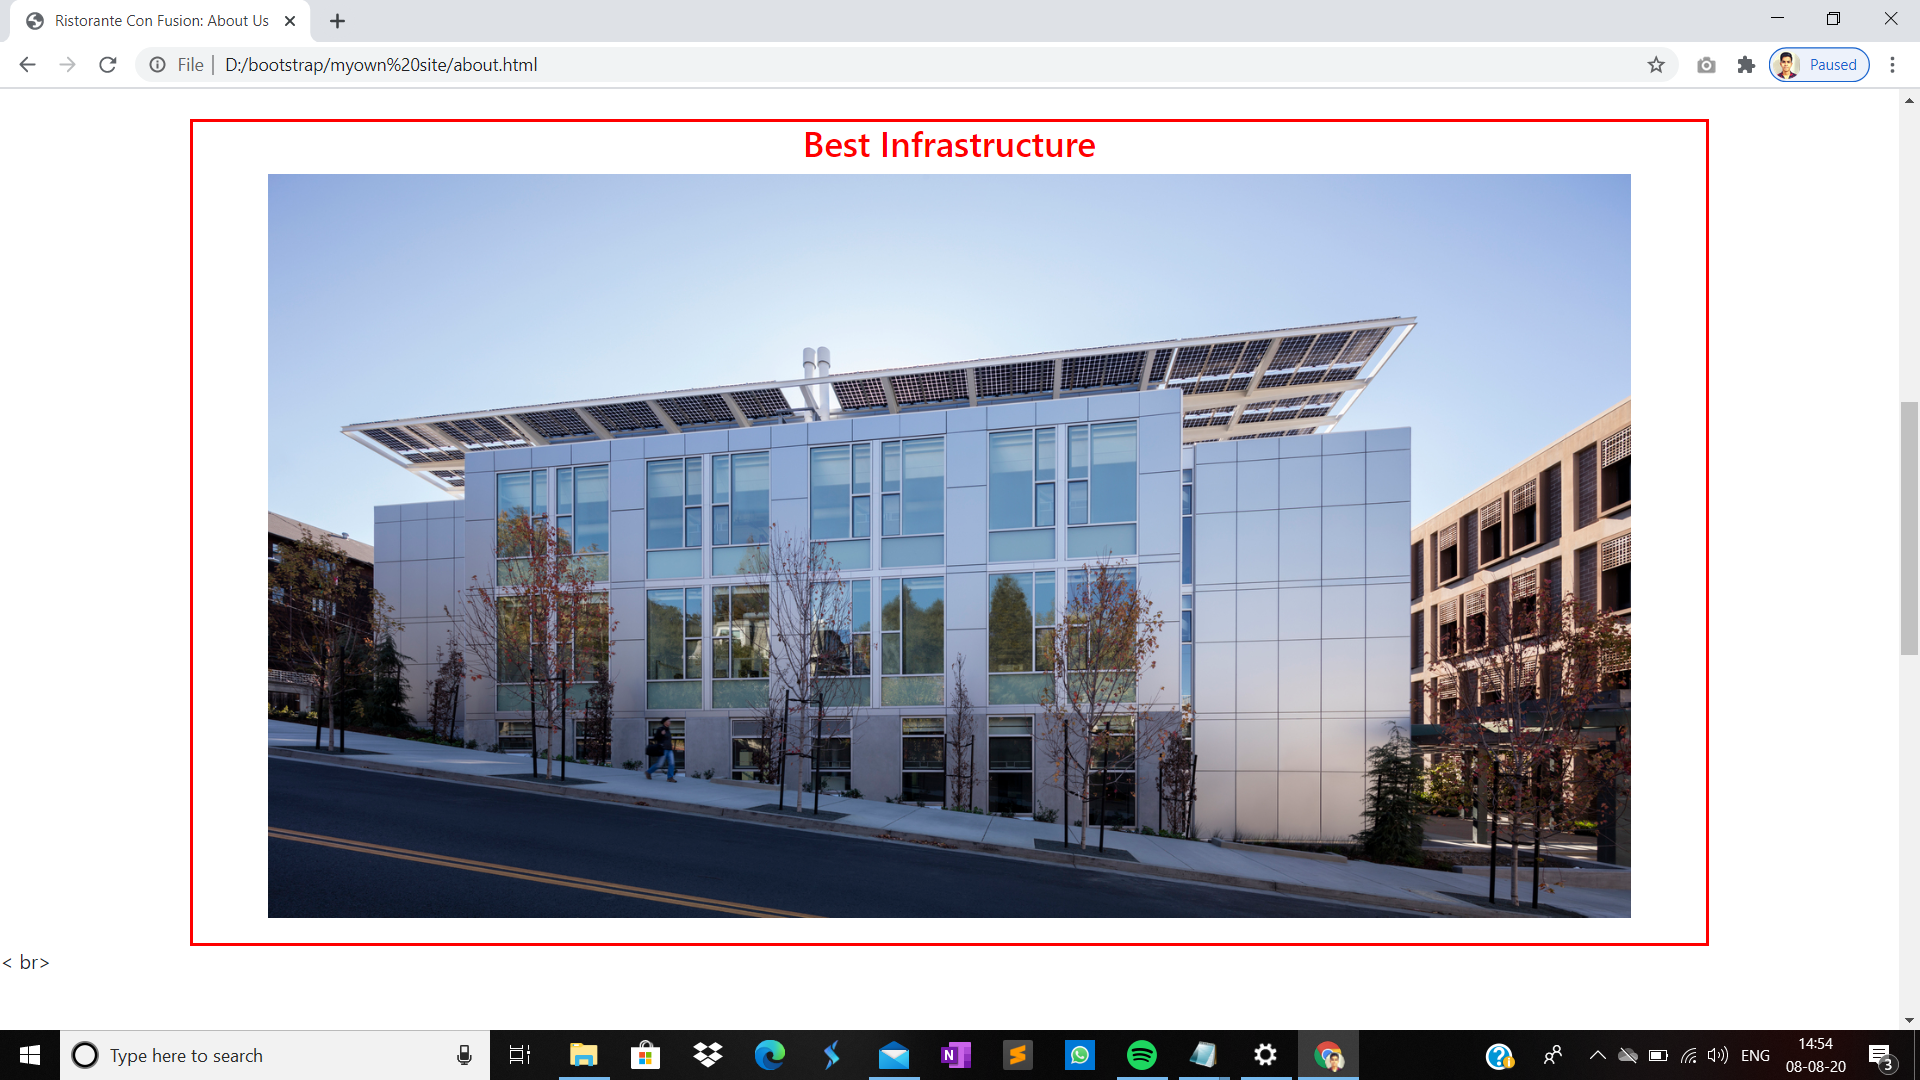 Ristorante Con Fusion: About Us
File | D:/bootstrap/myown%20site/about.html
Paused
Best Infrastructure
< br>
Type here to search
N
ENG
14:54
08-08-20
3